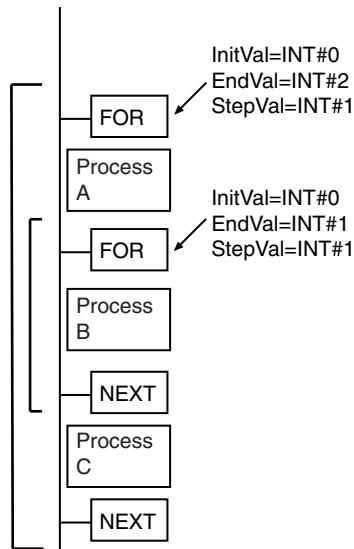 InitVal=INT#0
EndVal=INT#2
StepVal=INT#1
FOR
Process
A
InitVal=INT#0
EndVal=INT#1
StepVal=INT#1
FOR
Process
B
NEXT
Process
C
NEXT